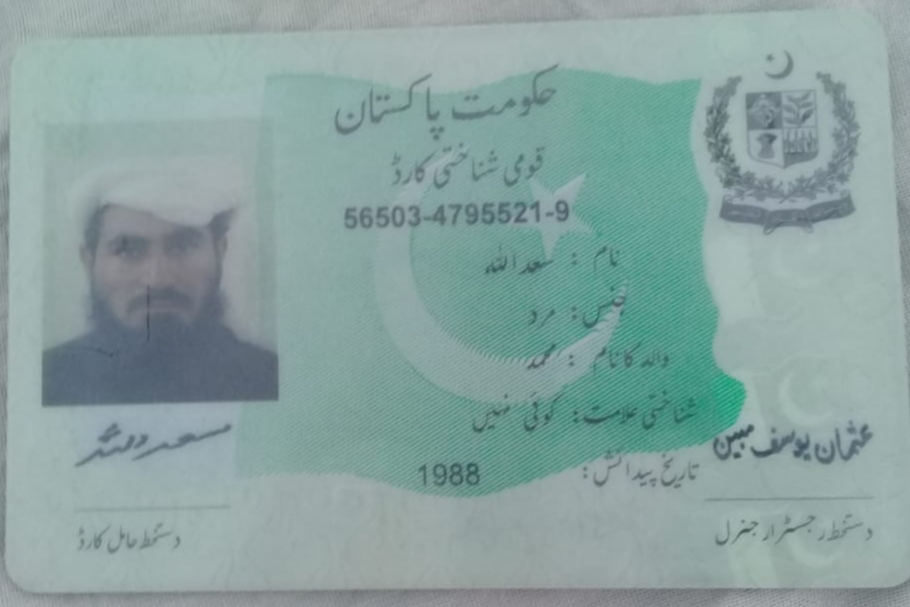 حکومت پاکستان
قومی شناختی کارڈ
56503-4795521-9
نام : سعد اللہ
جنس: مرد
والد کا نام : محمد
شناختی علامت: کوئی نہیں
تاریخ پیدائش: 1988
عثمان یوسف مبین
دستخط حامل کارڈ
دستخط رجسٹرار جنرل